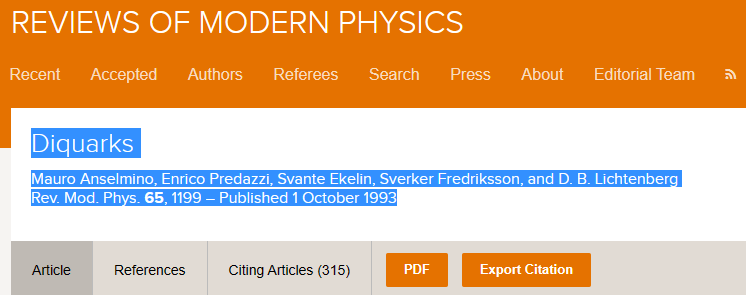 REVIEWS OF MODERN PHYSICS
Recent Accepted Authors Referees Search Press About Editorial Team
Diquarks
Mauro Anselmino, Enrico Predazzi, Svante Ekelin, Sverker Fredriksson, and D. B. Lichtenberg
Rev. Mod. Phys. 65, 1199 – Published 1 October 1993
Article References Citing Articles (315) PDF Export Citation